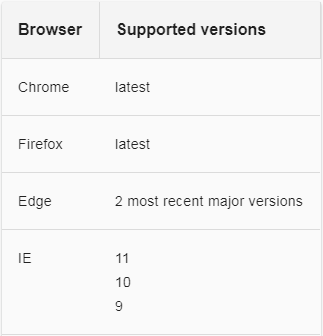 Browser Supported versions
Chrome latest
Firefox latest
Edge 2 most recent major versions
IE 11
10
9